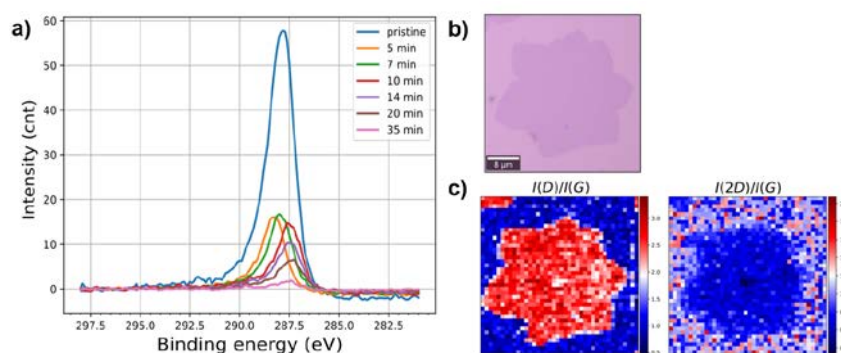 a)
Intensity (cnt)
60
50
40
30
20
10
0
297.5 295.0 292.5 290.0 287.5 285.0 282.5
Binding energy (eV)
pristine
5 min
7 min
10 min
14 min
20 min
35 min
b)
8 μm
c)
I(D)/I(G)
3.0
2.5
2.0
1.5
1.0
I(2D)/I(G)